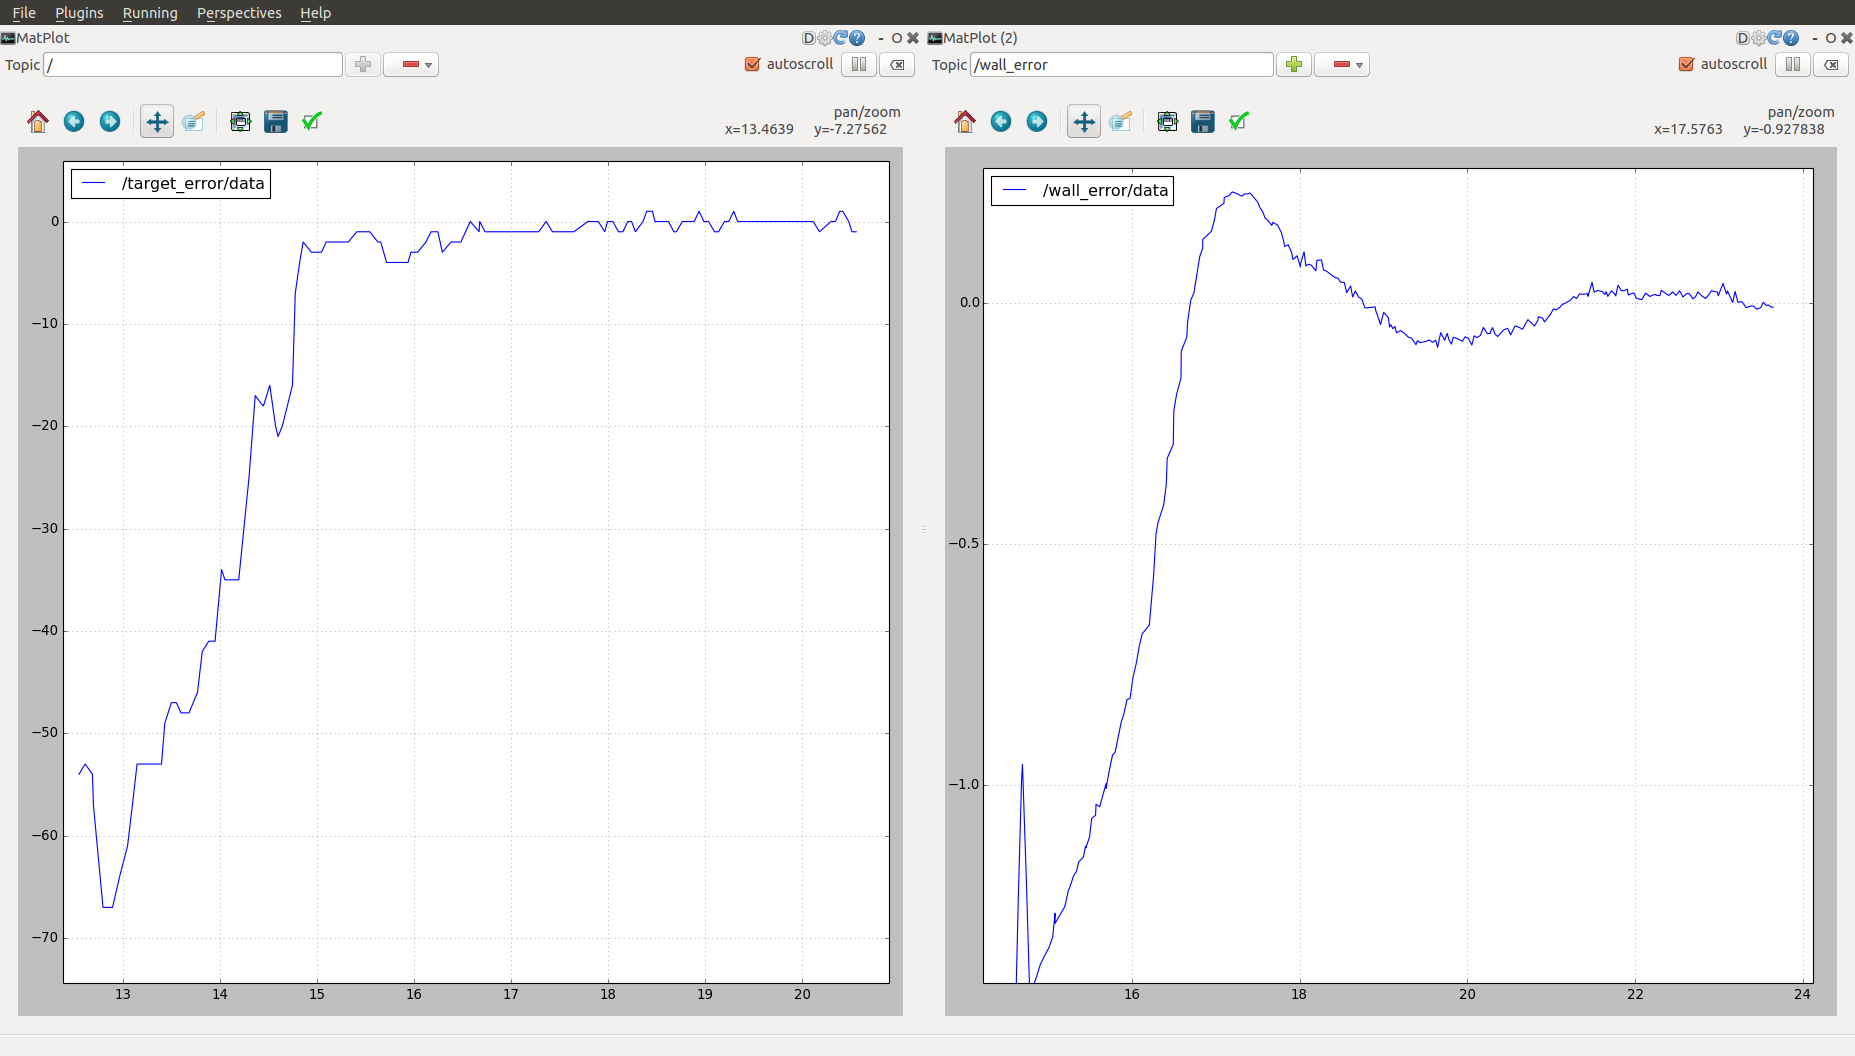 File Plugins Running Perspectives Help
MatPlot
D ? - O
Topic /
autoscroll
pan/zoom
x=13.4639 y=-7.27562
/target_error/data
0
−10
−20
−30
−40
−50
−60
−70
13 14 15 16 17 18 19 20
MatPlot (2)
D ? - O
Topic /wall_error
autoscroll
pan/zoom
x=17.5763 y=-0.927838
/wall_error/data
0.0
−0.5
−1.0
16 18 20 22 24